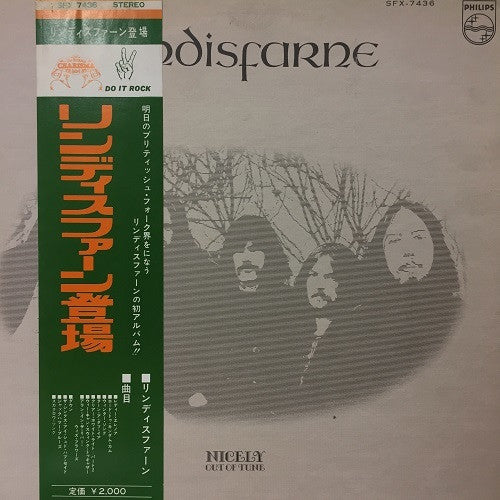 SFX-7436 STEREO
リンディスファーン登場
CHARISMA
DO IT ROCK
リンディスファーン登場
明日のブリティッシュ・フォーク界をになう
リンディスファーンの初アルバム!!
■リンディスファーン
■曲目
定価 ¥2,000
SFX-7436
PHILIPS
ndisfarne
NICELY
OUT OF TUNE